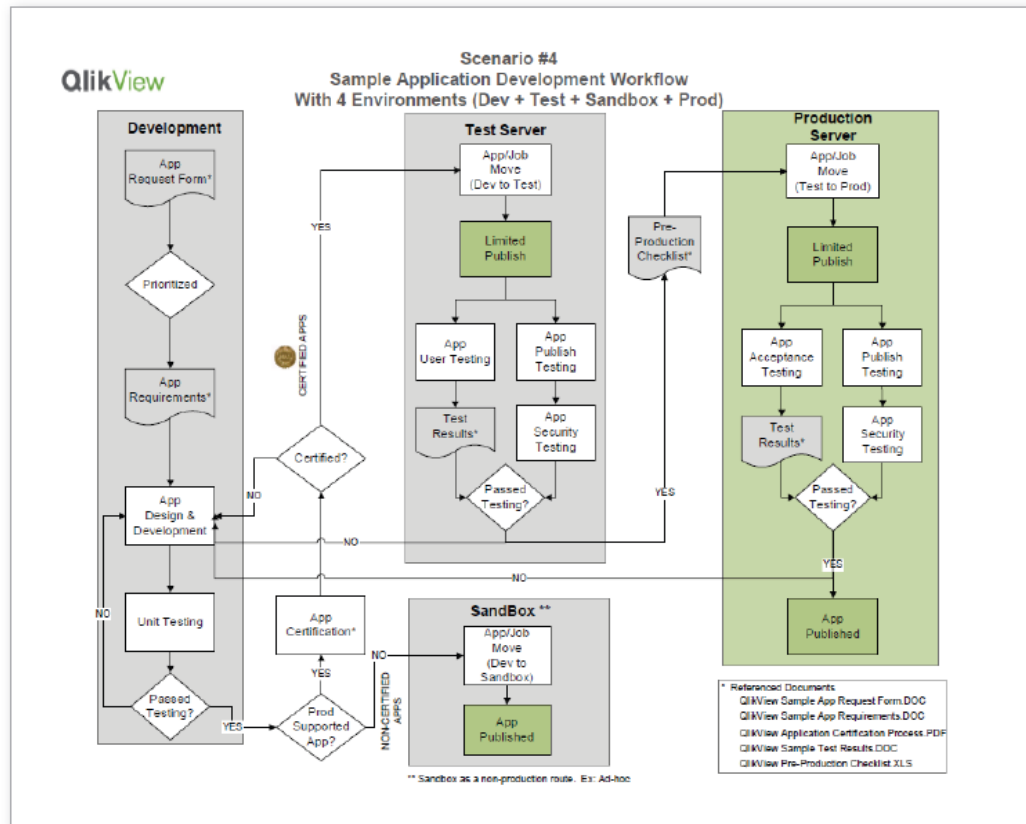 QlikView
Scenario #4
Sample Application Development Workflow
With 4 Environments (Dev + Test + Sandbox + Prod)
Development
App
Request Form*
Prioritized
App
Requirements*
App
Design &
Development
Unit Testing
Passed
Testing?
NO
YES
Prod
Supported
App?
YES
App
Certification*
Certified?
NO
YES
CERTIFIED APPS
NO
NON-CERTIFIED
APPS
Test Server
App/Job
Move
(Dev to Test)
Limited
Publish
App
User Testing
App
Publish
Testing
Test
Results*
App
Security
Testing
Passed
Testing?
NO
YES
Pre-
Production
Checklist*
SandBox **
App/Job
Move
(Dev to
Sandbox)
App
Published
** Sandbox as a non-production route. Ex: Ad-hoc
Production
Server
App/Job
Move
(Test to Prod)
Limited
Publish
App
Acceptance
Testing
App
Publish
Testing
Test
Results*
App
Security
Testing
Passed
Testing?
NO
YES
App
Published
* Referenced Documents
QlikView Sample App Request Form.DOC
QlikView Sample App Requirements.DOC
QlikView Application Certification Process.PDF
QlikView Sample Test Results.DOC
QlikView Pre-Production Checklist.XLS